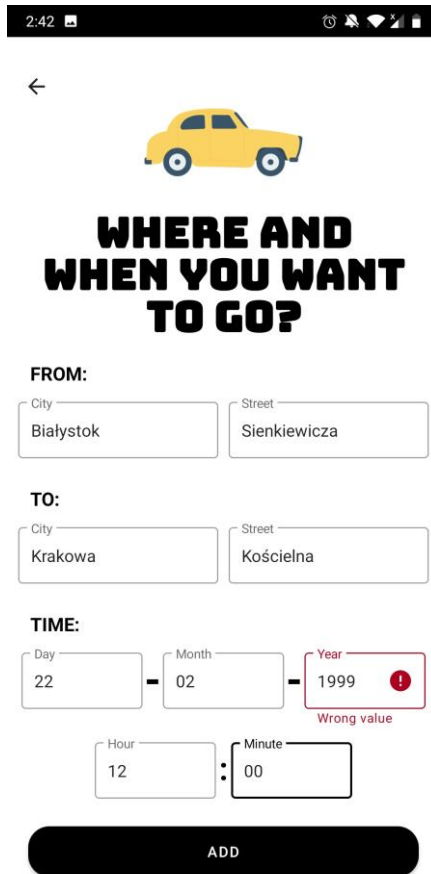 2:42
WHERE AND
WHEN YOU WANT
TO GO?
FROM:
City Street
Białystok Sienkiewicza
TO:
City Street
Krakowa Kościelna
TIME:
Day Month Year
22 - 02 - 1999 !
Wrong value
Hour Minute
12 : 00
ADD